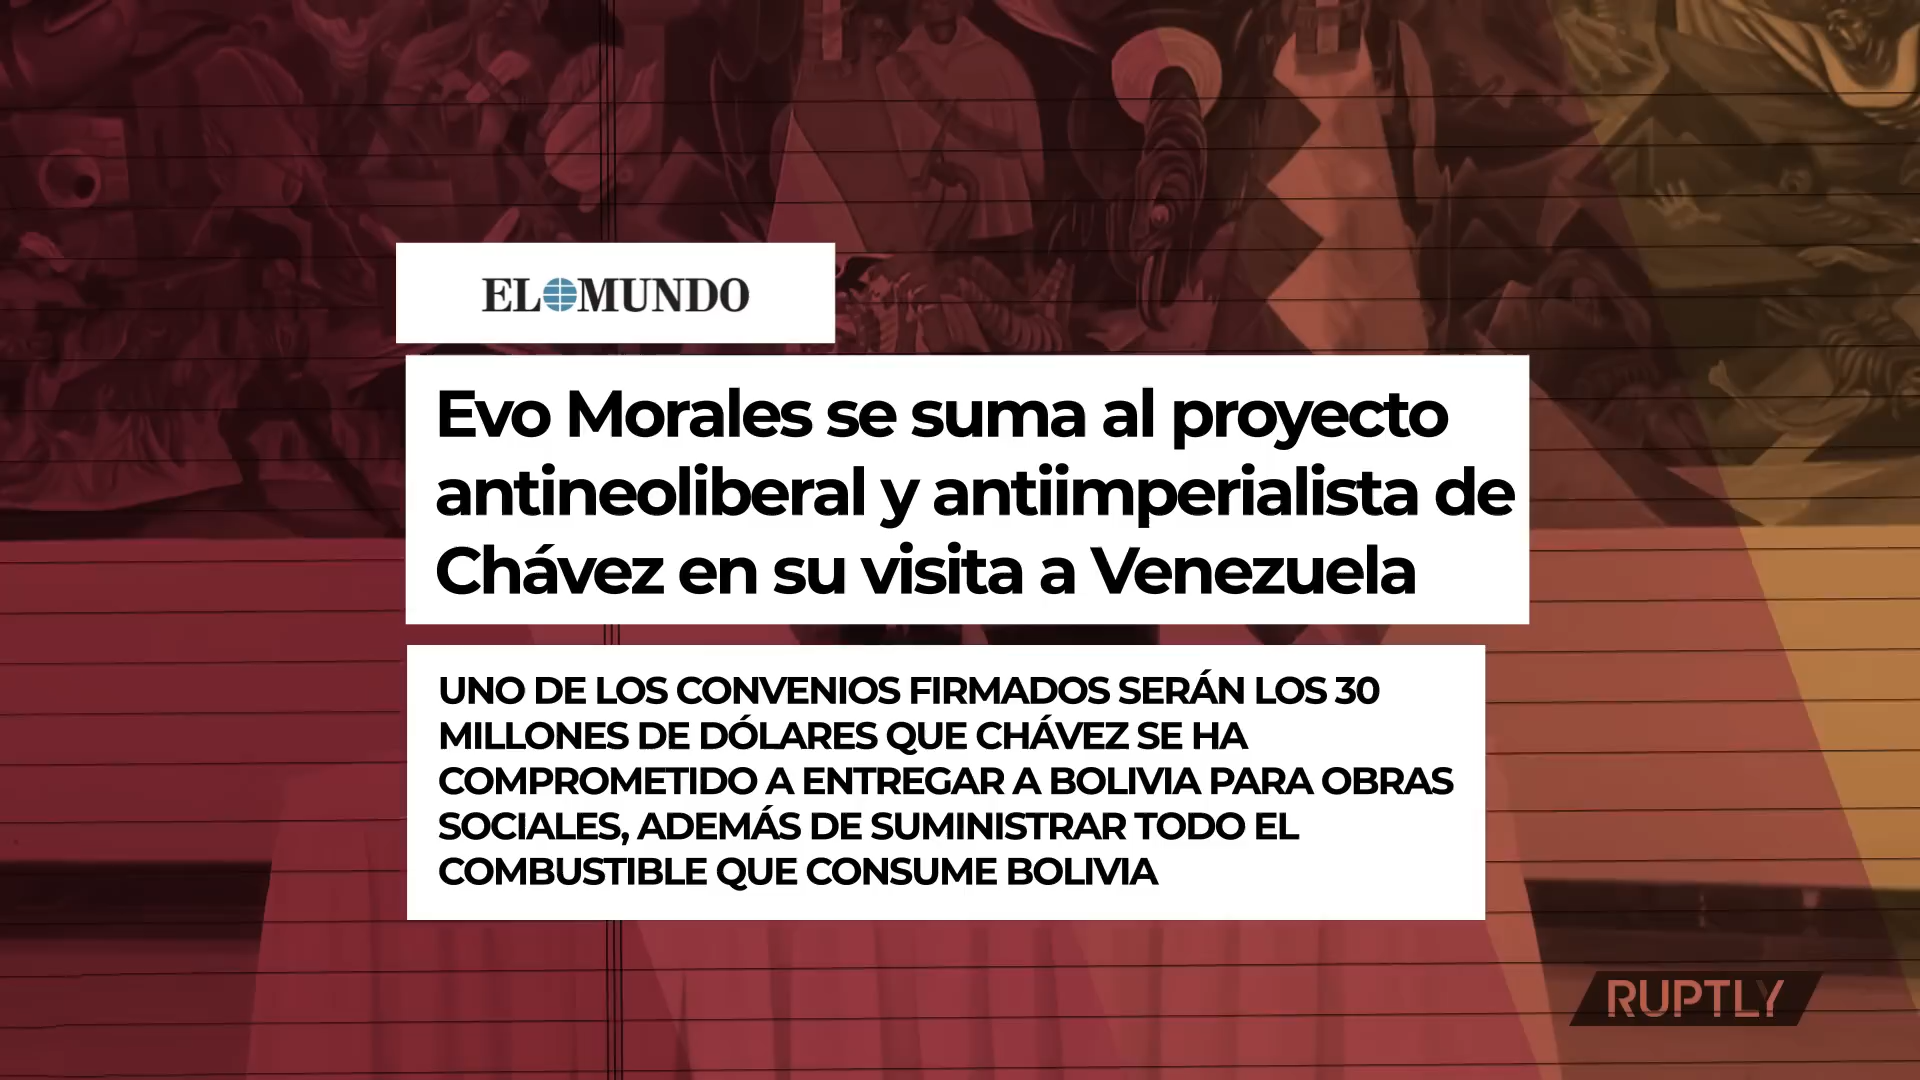 EL MUNDO
Evo Morales se suma al proyecto
antineoliberal y antiimperialista de
Chávez en su visita a Venezuela
UNO DE LOS CONVENIOS FIRMADOS SERÁN LOS 30
MILLONES DE DÓLARES QUE CHÁVEZ SE HA
COMPROMETIDO A ENTREGAR A BOLIVIA PARA OBRAS
SOCIALES, ADEMÁS DE SUMINISTRAR TODO EL
COMBUSTIBLE QUE CONSUME BOLIVIA
RUPTLY